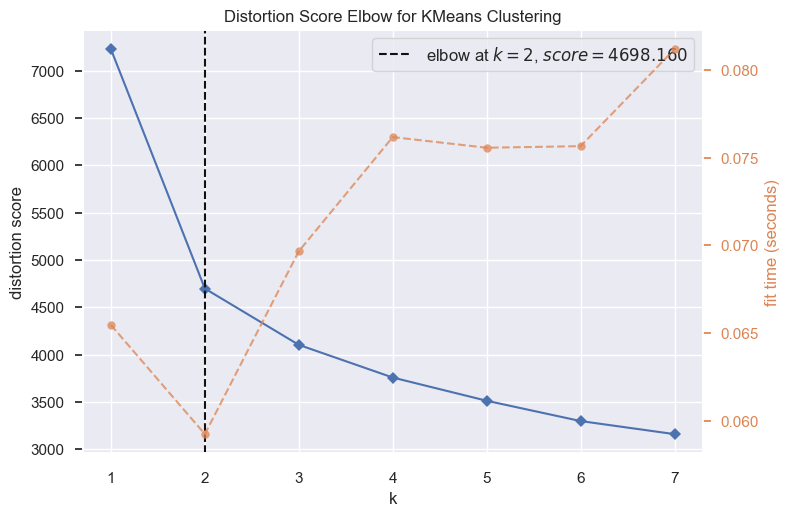 Distortion Score Elbow for KMeans Clustering
elbow at k = 2, score = 4698.160
distortion score
7000
6500
6000
5500
5000
4500
4000
3500
3000
0.080
0.075
0.070
0.065
0.060
fit time (seconds)
1 2 3 4 5 6 7
k